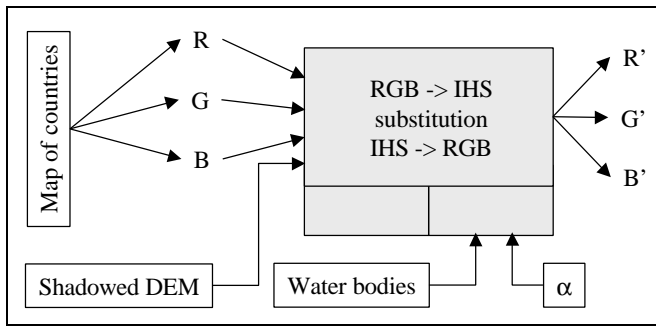 Map of countries
R
G
B
RGB -> IHS
substitution
IHS -> RGB
R’
G’
B’
Shadowed DEM
Water bodies
α